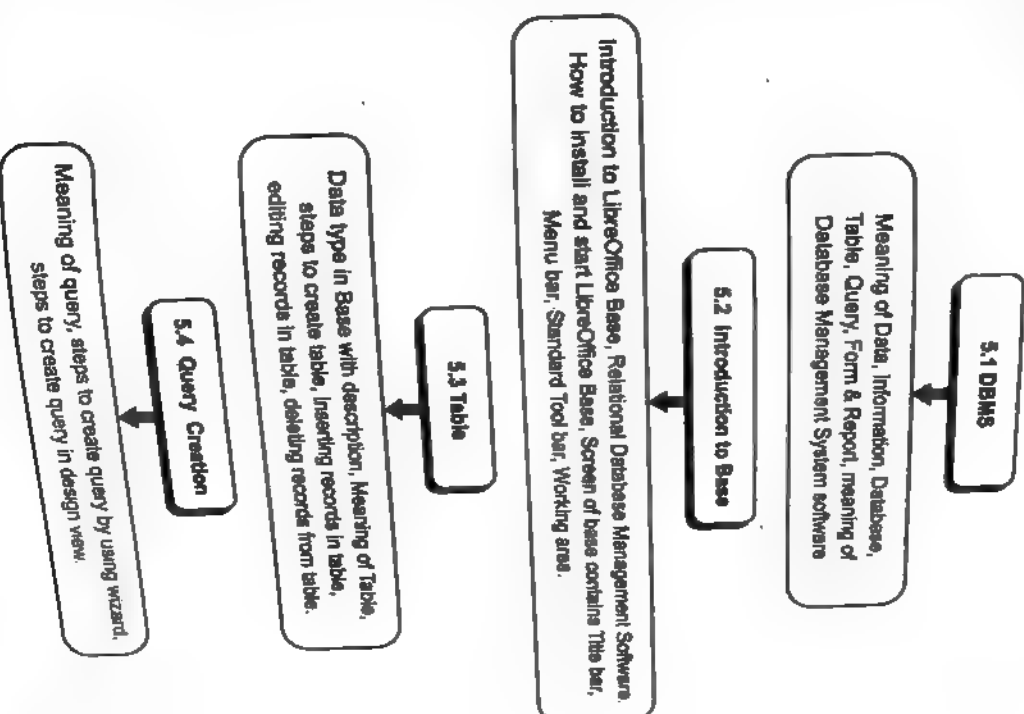 5.1 DBMS
Meaning of Data, Information, Database,
Table, Query, Form & Report, meaning of
Database Management System software
5.2 Introduction to Base
Introduction to LibreOffice Base, Relational Database Management Software.
How to install and start LibreOffice Base, Screen of base contains Title bar,
Menu bar, Standard Tool bar, Working area.
5.3 Table
Data type in Base with description, Meaning of Table,
steps to create table, Inserting records in table,
editing records in table, deleting records from table.
5.4 Query Creation
Meaning of query, steps to create query by using wizard,
steps to create query in design view.